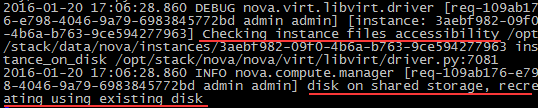 2016-01-20 17:06:28.860 DEBUG nova.virt.libvirt.driver [req-109ab17
6-e798-4046-9a79-6983845772bd admin admin] [instance: 3aebf982-09f0
-4b6a-b763-9ce594277963] Checking instance files accessibility /opt
/stack/data/nova/instances/3aebf982-09f0-4b6a-b763-9ce594277963 ins
tance_on_disk /opt/stack/nova/nova/virt/libvirt/driver.py:7081
2016-01-20 17:06:28.860 INFO nova.compute.manager [req-109ab176-e79
8-4046-9a79-6983845772bd admin admin] disk on shared storage, recre
ating using existing disk